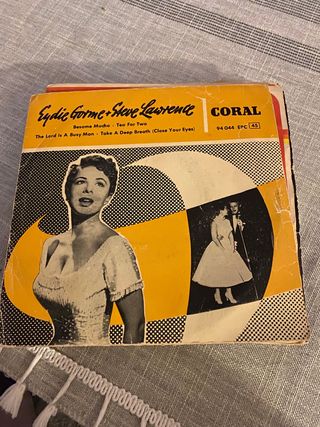 Eydie Gorme + Steve Lawrence
Besame Mucho - Tea For Two
The Lord Is A Busy Man - Take A Deep Breath (Close Your Eyes)
CORAL
94 044 EPC 45